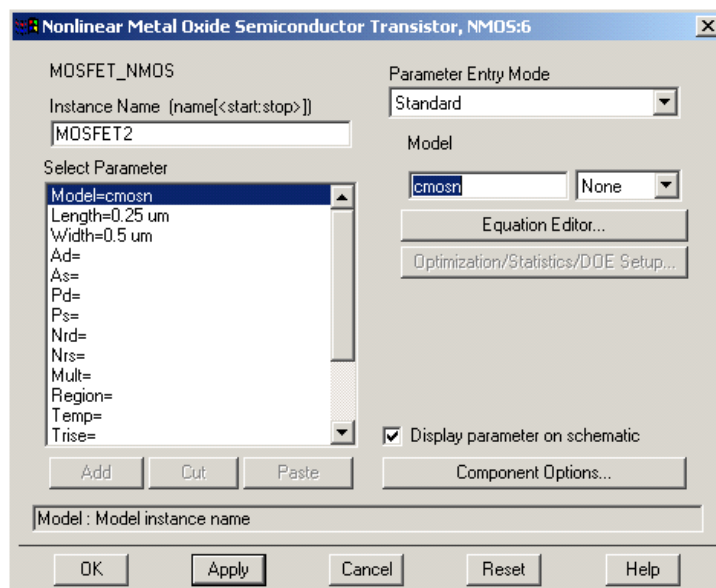 Nonlinear Metal Oxide Semiconductor Transistor, NMOS:6
MOSFET_NMOS
Instance Name (name[<start:stop>])
MOSFET2
Select Parameter
Model=cmosn
Length=0.25 um
Width=0.5 um
Ad=
As=
Pd=
Ps=
Nrd=
Nrs=
Mult=
Region=
Temp=
Trise=
Add Cut Paste
Parameter Entry Mode
Standard
Model
cmosn None
Equation Editor...
Optimization/Statistics/DOE Setup...
Display parameter on schematic
Component Options...
Model : Model instance name
OK Apply Cancel Reset Help